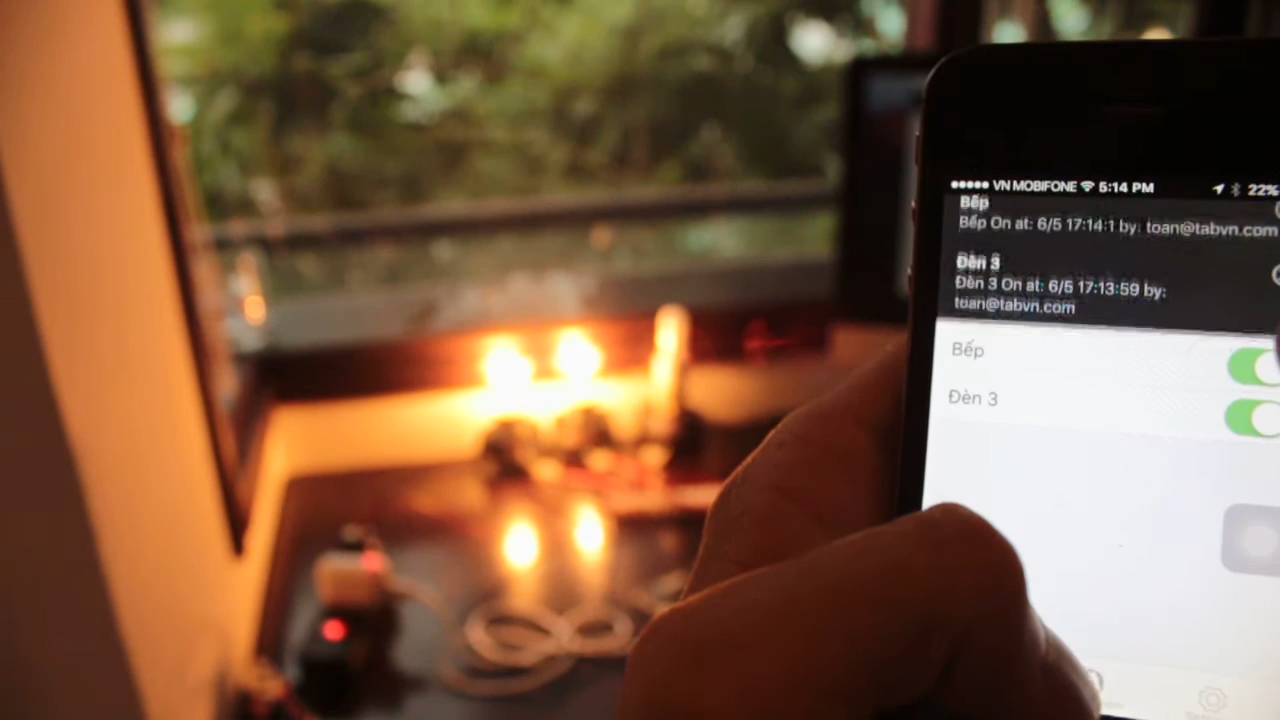 VN MOBIFONE 5:14 PM 22%
Bếp
Bếp On at: 6/5 17:14:1 by: toan@tabvn.com
Đèn 3
Đèn 3 On at: 6/5 17:13:59 by:
toan@tabvn.com
Bếp
Đèn 3